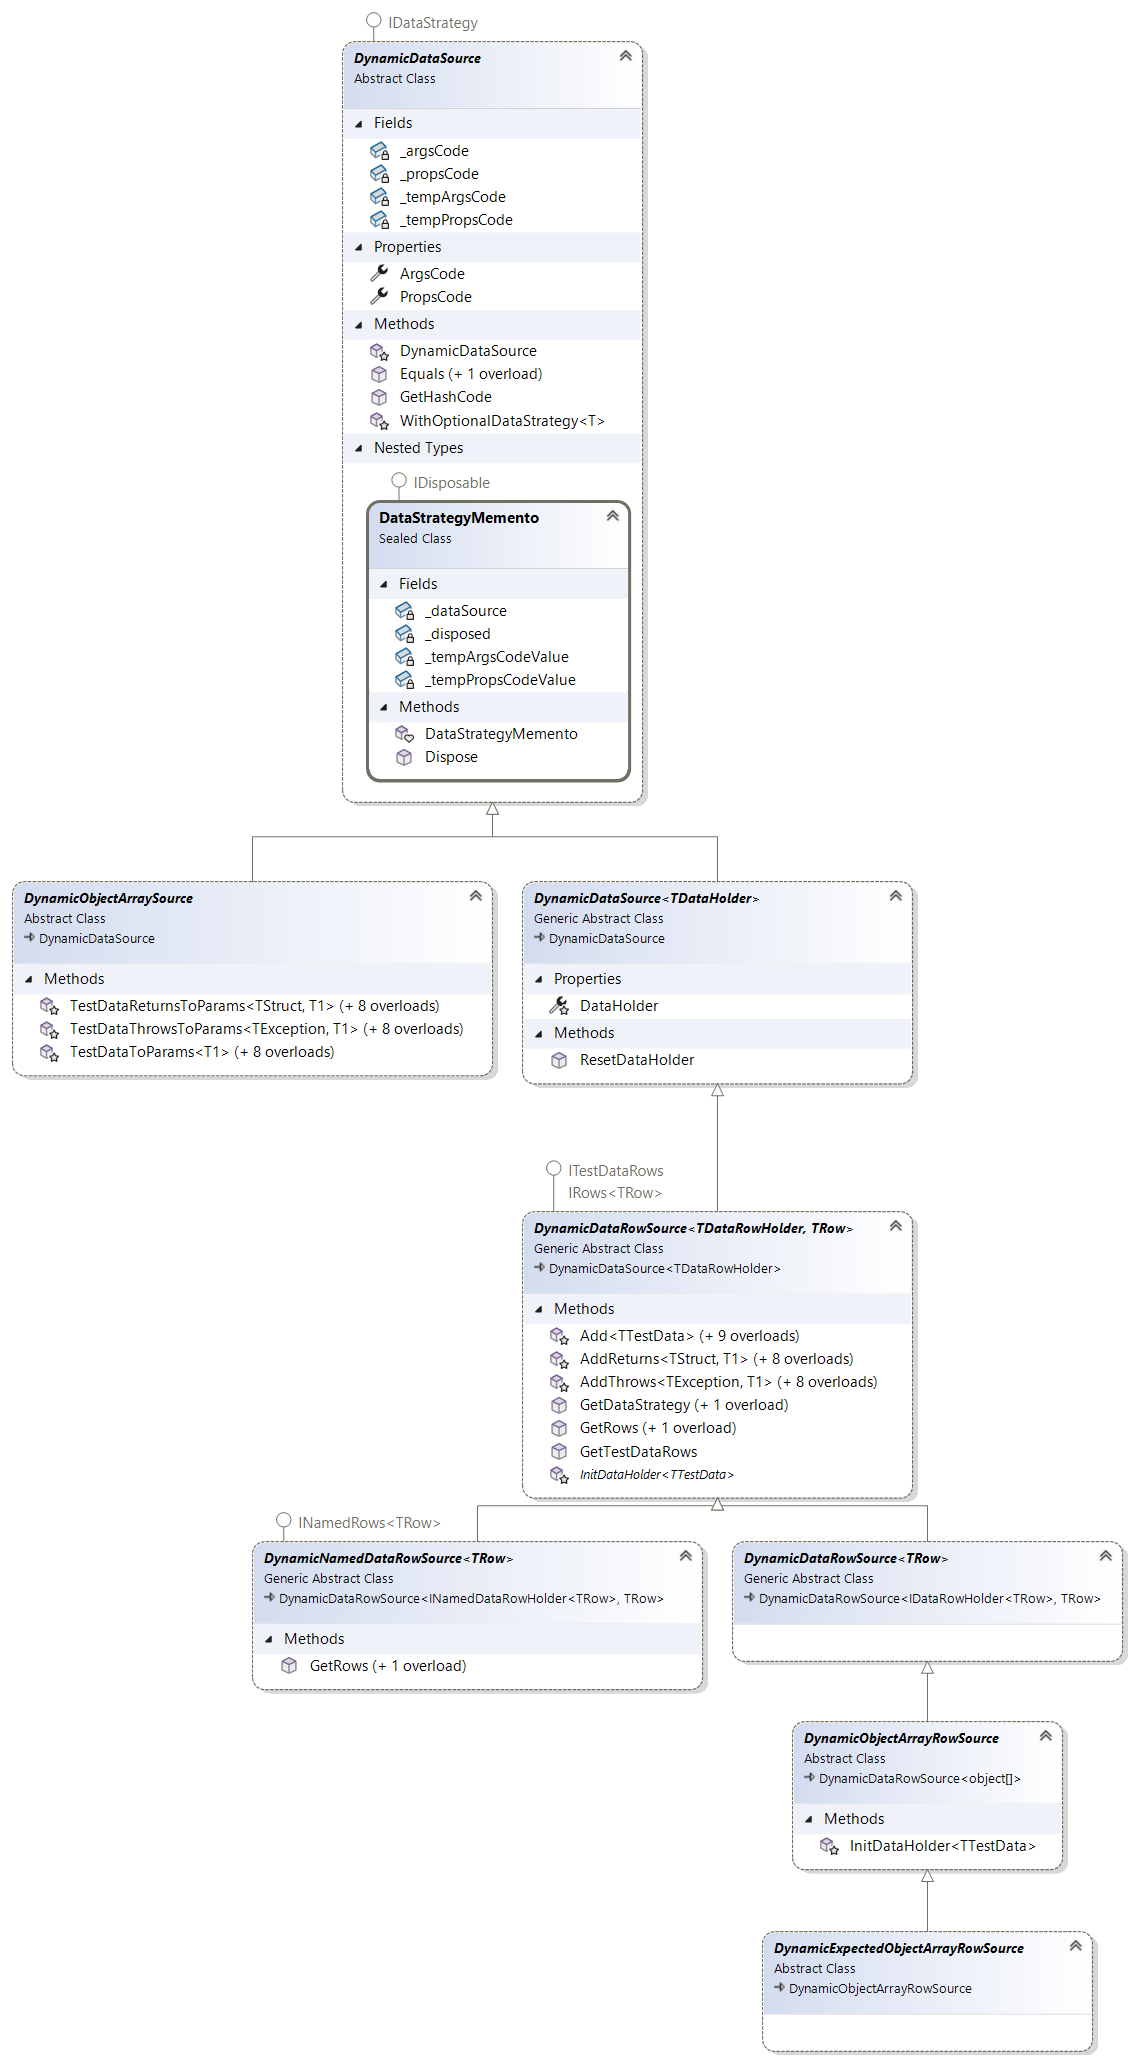 IDataStrategy
DynamicDataSource
Abstract Class
Fields
_argsCode
_propsCode
_tempArgsCode
_tempPropsCode
Properties
ArgsCode
PropsCode
Methods
DynamicDataSource
Equals (+ 1 overload)
GetHashCode
WithOptionalDataStrategy<T>
Nested Types
IDisposable
DataStrategyMemento
Sealed Class
Fields
_dataSource
_disposed
_tempArgsCodeValue
_tempPropsCodeValue
Methods
DataStrategyMemento
Dispose
DynamicObjectArraySource
Abstract Class
DynamicDataSource
Methods
TestDataReturnsToParams<TStruct, T1> (+ 8 overloads)
TestDataThrowsToParams<TException, T1> (+ 8 overloads)
TestDataToParams<T1> (+ 8 overloads)
DynamicDataSource<TDataHolder>
Generic Abstract Class
DynamicDataSource
Properties
DataHolder
Methods
ResetDataHolder
ITestDataRows
IRows<TRow>
DynamicDataRowSource<TDataRowHolder, TRow>
Generic Abstract Class
DynamicDataSource<TDataRowHolder>
Methods
Add<TTestData> (+ 9 overloads)
AddReturns<TStruct, T1> (+ 8 overloads)
AddThrows<TException, T1> (+ 8 overloads)
GetDataStrategy (+ 1 overload)
GetRows (+ 1 overload)
GetTestDataRows
InitDataHolder<TTestData>
INamedRows<TRow>
DynamicNamedDataRowSource<TRow>
Generic Abstract Class
DynamicDataRowSource<INamedDataRowHolder<TRow>, TRow>
Methods
GetRows (+ 1 overload)
DynamicDataRowSource<TRow>
Generic Abstract Class
DynamicDataRowSource<IDataRowHolder<TRow>, TRow>
DynamicObjectArrayRowSource
Abstract Class
DynamicDataRowSource<object[]>
Methods
InitDataHolder<TTestData>
DynamicExpectedObjectArrayRowSource
Abstract Class
DynamicObjectArrayRowSource